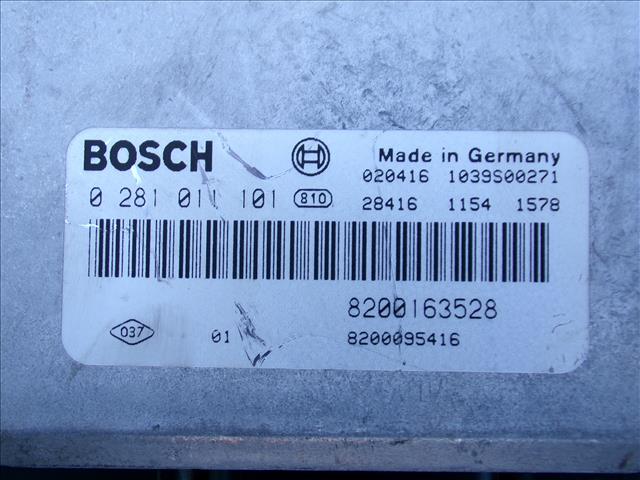 BOSCH Made in Germany
020416 1039S00271
0 281 011 101 810 28416 1154 1578
8200163528
037 01 8200095416